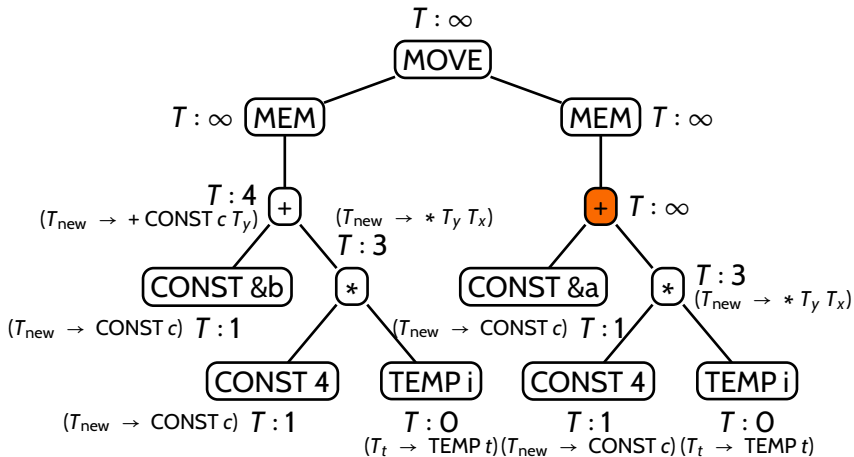 T : ∞
MOVE
T : ∞ MEM MEM T : ∞
T : 4
(T_new → + CONST c T_y) + (T_new → * T_y T_x) + T : ∞
T : 3
CONST &b * CONST &a * T : 3
(T_new → * T_y T_x)
(T_new → CONST c) T : 1 (T_new → CONST c) T : 1
CONST 4 TEMP i CONST 4 TEMP i
(T_new → CONST c) T : 1 T : 0 T : 1 T : 0
(T_t → TEMP t) (T_new → CONST c) (T_t → TEMP t)